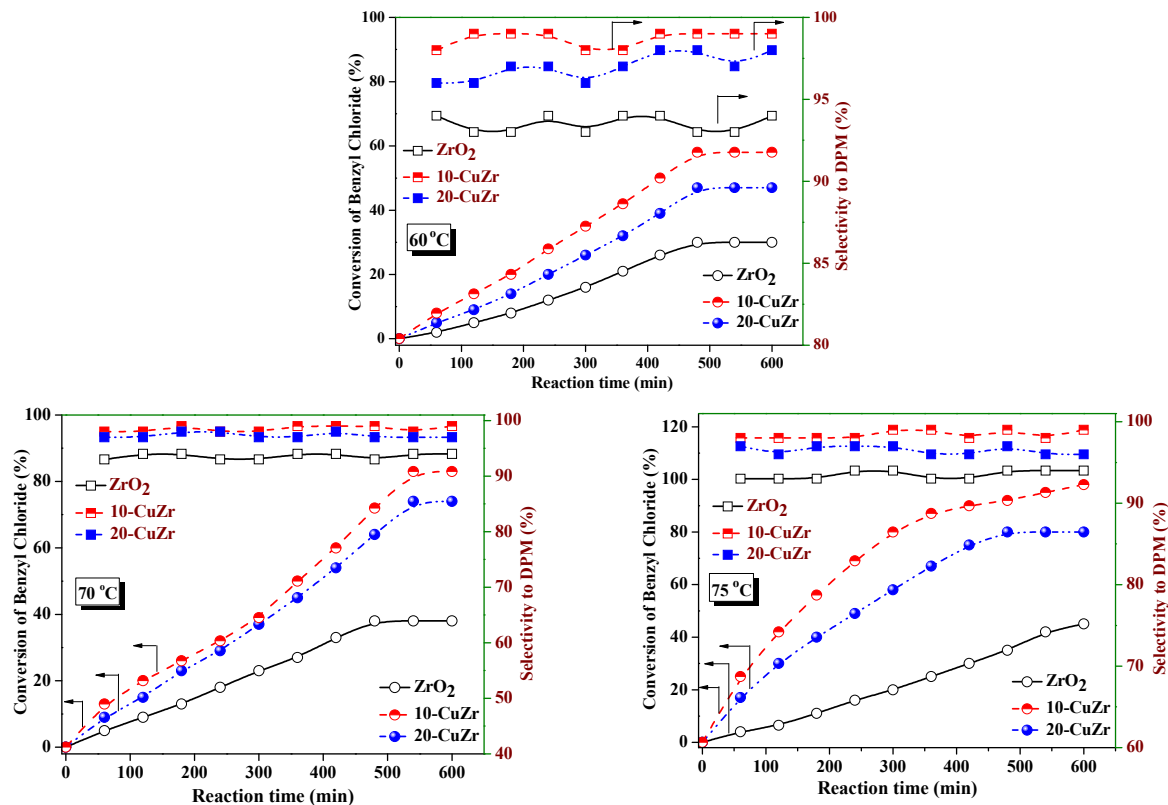 Conversion of Benzyl Chloride (%)
100
80
60
40
20
0
ZrO2
10-CuZr
20-CuZr
60 °C
ZrO2
10-CuZr
20-CuZr
0 100 200 300 400 500 600
Reaction time (min)
100
95
90
85
80
Selectivity to DPM (%)
Conversion of Benzyl Chloride (%)
100
80
60
40
20
0
ZrO2
10-CuZr
20-CuZr
70 °C
ZrO2
10-CuZr
20-CuZr
0 100 200 300 400 500 600
Reaction time (min)
100
90
80
70
60
50
40
Selectivity to DPM (%)
Conversion of Benzyl Chloride (%)
120
100
80
60
40
20
0
ZrO2
10-CuZr
20-CuZr
75 °C
ZrO2
10-CuZr
20-CuZr
0 100 200 300 400 500 600
Reaction time (min)
100
90
80
70
60
Selectivity to DPM (%)